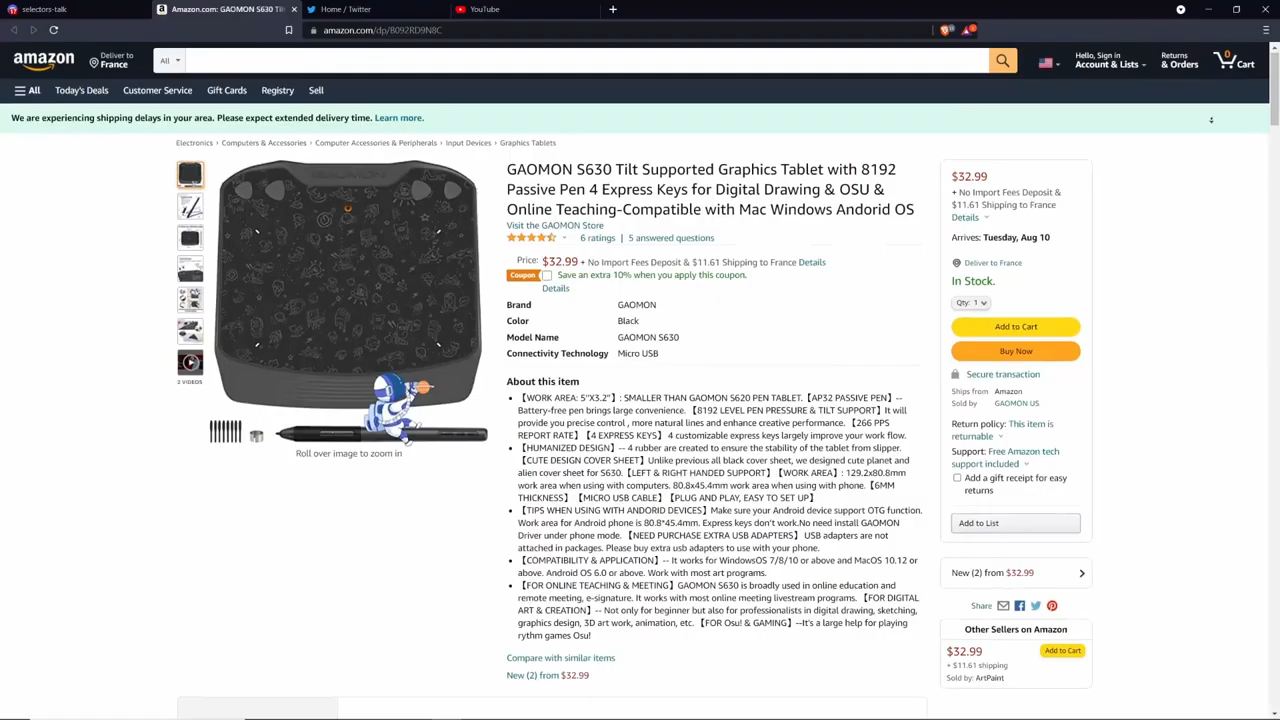 selectors-talk
Amazon.com: GAOMON S630 Tilt
Home / Twitter
YouTube
amazon.com/dp/B092RD9N8C
amazon
Deliver to
France
All
Hello, Sign in
Account & Lists
Returns
& Orders
0
Cart
All
Today's Deals
Customer Service
Gift Cards
Registry
Sell
We are experiencing shipping delays in your area. Please expect extended delivery time. Learn more.
Electronics › Computers & Accessories › Computer Accessories & Peripherals › Input Devices › Graphics Tablets
2 VIDEOS
Roll over image to zoom in
GAOMON S630 Tilt Supported Graphics Tablet with 8192
Passive Pen 4 Express Keys for Digital Drawing & OSU &
Online Teaching-Compatible with Mac Windows Andorid OS
Visit the GAOMON Store
6 ratings | 5 answered questions
Price: $32.99 + No Import Fees Deposit & $11.61 Shipping to France Details
Coupon Save an extra 10% when you apply this coupon.
Details
Brand GAOMON
Color Black
Model Name GAOMON S630
Connectivity Technology Micro USB
About this item
• 【WORK AREA: 5''X3.2''】: SMALLER THAN GAOMON S620 PEN TABLET.【AP32 PASSIVE PEN】--
Battery-free pen brings large convenience. 【8192 LEVEL PEN PRESSURE & TILT SUPPORT】It will
provide you precise control , more natural lines and enhance creative performance. 【266 PPS
REPORT RATE】【4 EXPRESS KEYS】 4 customizable express keys largely improve your work flow.
• 【HUMANIZED DESIGN】-- 4 rubber are created to ensure the stability of the tablet from slipper.
【CUTE DESIGN COVER SHEET】Unlike previous all black cover sheet, we designed cute planet and
alien cover sheet for S630.【LEFT & RIGHT HANDED SUPPORT】【WORK AREA】: 129.2x80.8mm
work area when using with computers. 80.8x45.4mm work area when using with phone.【6MM
THICKNESS】【MICRO USB CABLE】【PLUG AND PLAY, EASY TO SET UP】
• 【TIPS WHEN USING WITH ANDORID DEVICES】Make sure your Android device support OTG function.
Work area for Android phone is 80.8*45.4mm. Express keys don't work.No need install GAOMON
Driver under phone mode. 【NEED PURCHASE EXTRA USB ADAPTERS】 USB adapters are not
attached in packages. Please buy extra usb adapters to use with your phone.
• 【COMPATIBILITY & APPLICATION】-- It works for WindowsOS 7/8/10 or above and MacOS 10.12 or
above. Android OS 6.0 or above. Work with most art programs.
• 【FOR ONLINE TEACHING & MEETING】GAOMON S630 is broadly used in online education and
remote meeting, e-signature. It works with most online meeting livestream programs. 【FOR DIGITAL
ART & CREATION】-- Not only for beginner but also for professionalists in digital drawing, sketching,
graphics design, 3D art work, animation, etc. 【FOR Osu! & GAMING】--It's a large help for playing
rythm games Osu!
Compare with similar items
New (2) from $32.99
$32.99
+ No Import Fees Deposit &
$11.61 Shipping to France
Details
Arrives: Tuesday, Aug 10
Deliver to France
In Stock.
Qty: 1
Add to Cart
Buy Now
Secure transaction
Ships from Amazon
Sold by GAOMON US
Return policy: This item is
returnable
Support: Free Amazon tech
support included
Add a gift receipt for easy
returns
Add to List
New (2) from $32.99
Share
Other Sellers on Amazon
$32.99
Add to Cart
+ $11.61 shipping
Sold by: ArtPaint